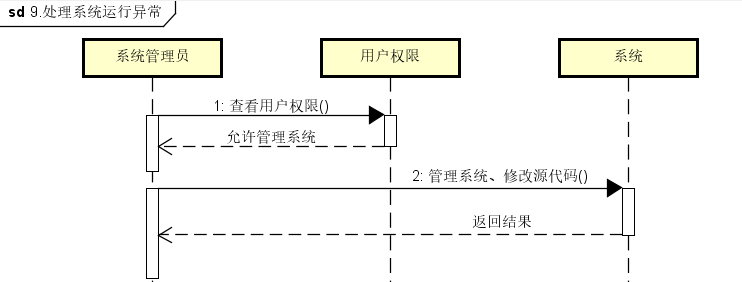 sd 9.处理系统运行异常
系统管理员 用户权限 系统
1: 查看用户权限()
允许管理系统
2: 管理系统、修改源代码()
返回结果